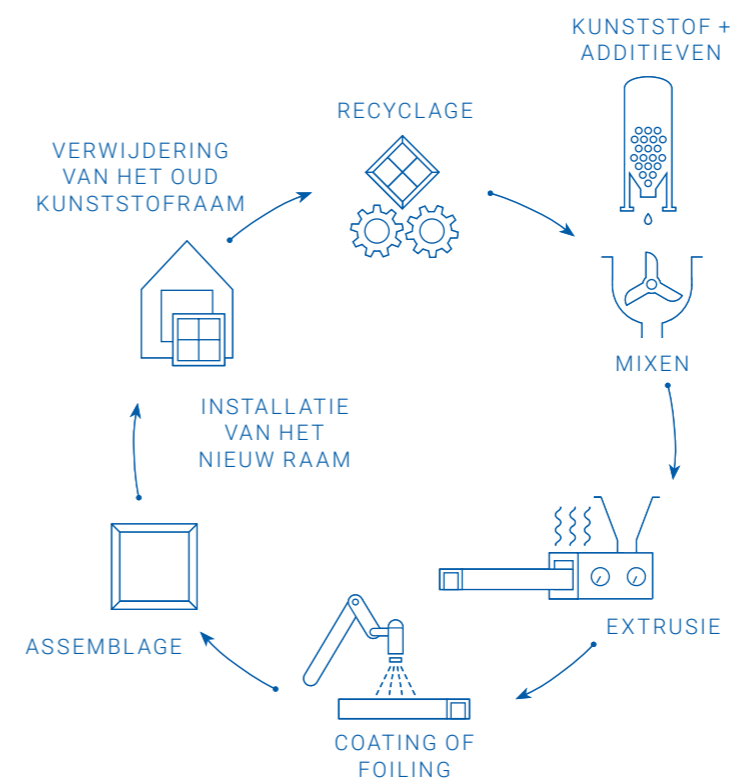 KUNSTSTOF +
ADDITIEVEN
RECYCLAGE
VERWIJDERING
VAN HET OUD
KUNSTSTOFRAAM
MIXEN
INSTALLATIE
VAN HET
NIEUW RAAM
EXTRUSIE
ASSEMBLAGE
COATING OF
FOILING